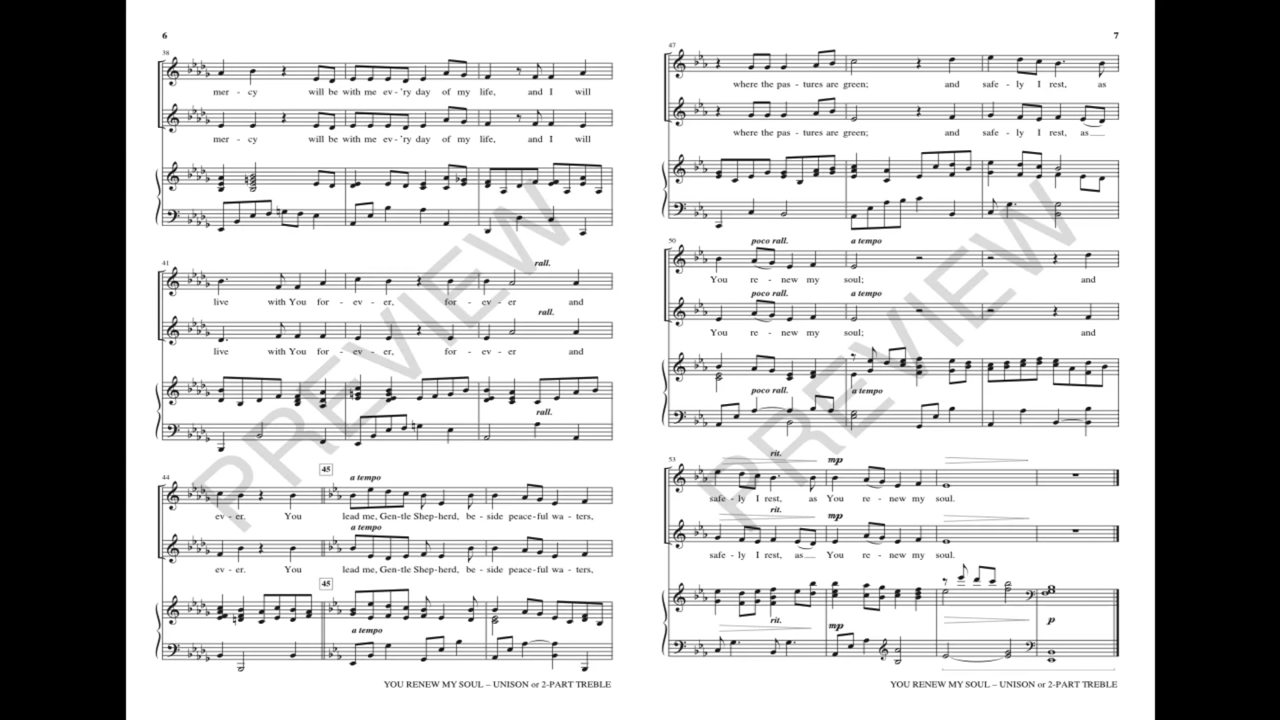 6
38
mer - cy will be with me ev-'ry day of my life, and I will
mer - cy will be with me ev-'ry day of my life, and I will
41
rall.
live with You for - ev - er, for - ev - er and
rall.
live with You for - ev - er, for - ev - er and
rall.
44
45
a tempo
ev - er. You lead me, Gen-tle Shep-herd, be - side peace-ful wa - ters,
a tempo
ev - er. You lead me, Gen-tle Shep-herd, be - side peace-ful wa - ters,
45
a tempo
YOU RENEW MY SOUL – UNISON or 2-PART TREBLE
PREVIEW
7
47
where the pas - tures are green; and safe - ly I rest, as
where the pas - tures are green; and safe - ly I rest, as
50
poco rall. a tempo
You re - new my soul; and
poco rall. a tempo
You re - new my soul; and
poco rall. a tempo
53
rit. mp
safe - ly I rest, as You re - new my soul.
rit. mp
safe - ly I rest, as You re - new my soul.
rit. mp p
YOU RENEW MY SOUL – UNISON or 2-PART TREBLE
PREVIEW